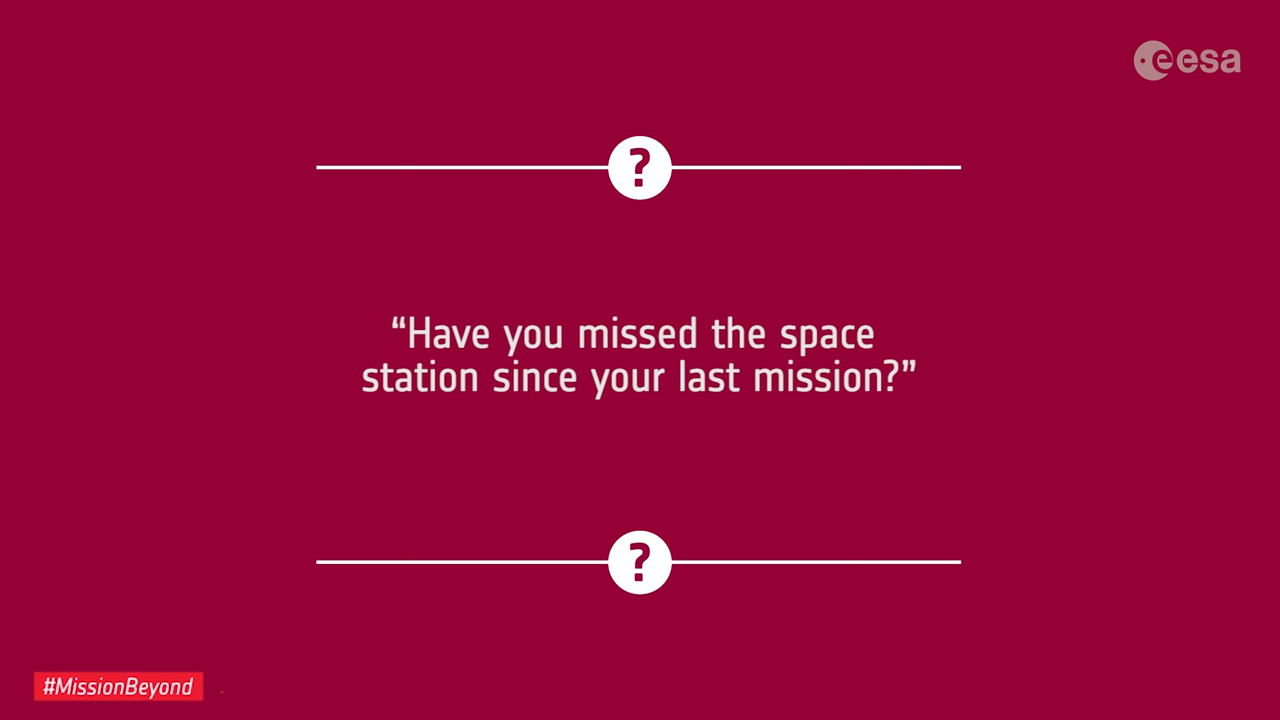 esa
?
“Have you missed the space
station since your last mission?”
?
#MissionBeyond